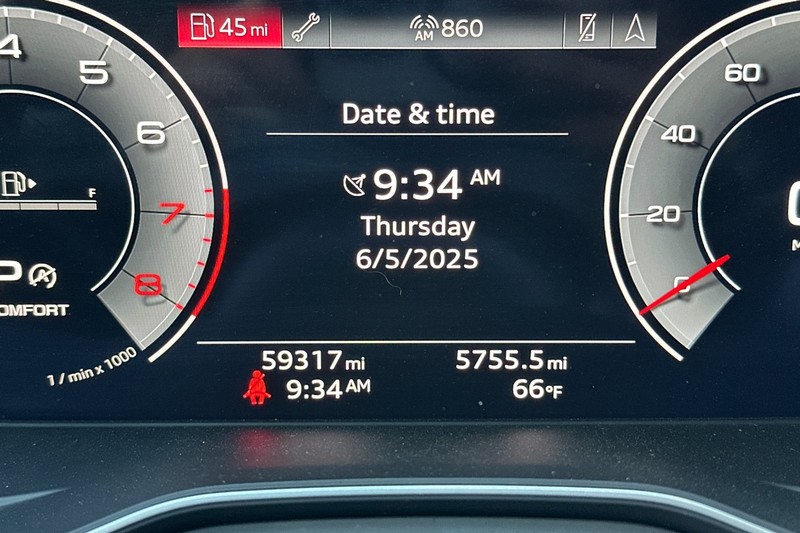 45 mi
AM 860
4
5
6
7
8
1 / min x 1000
F
P
COMFORT
Date & time
9:34 AM
Thursday
6/5/2025
60
40
20
0
59317 mi
5755.5 mi
9:34 AM
66°F